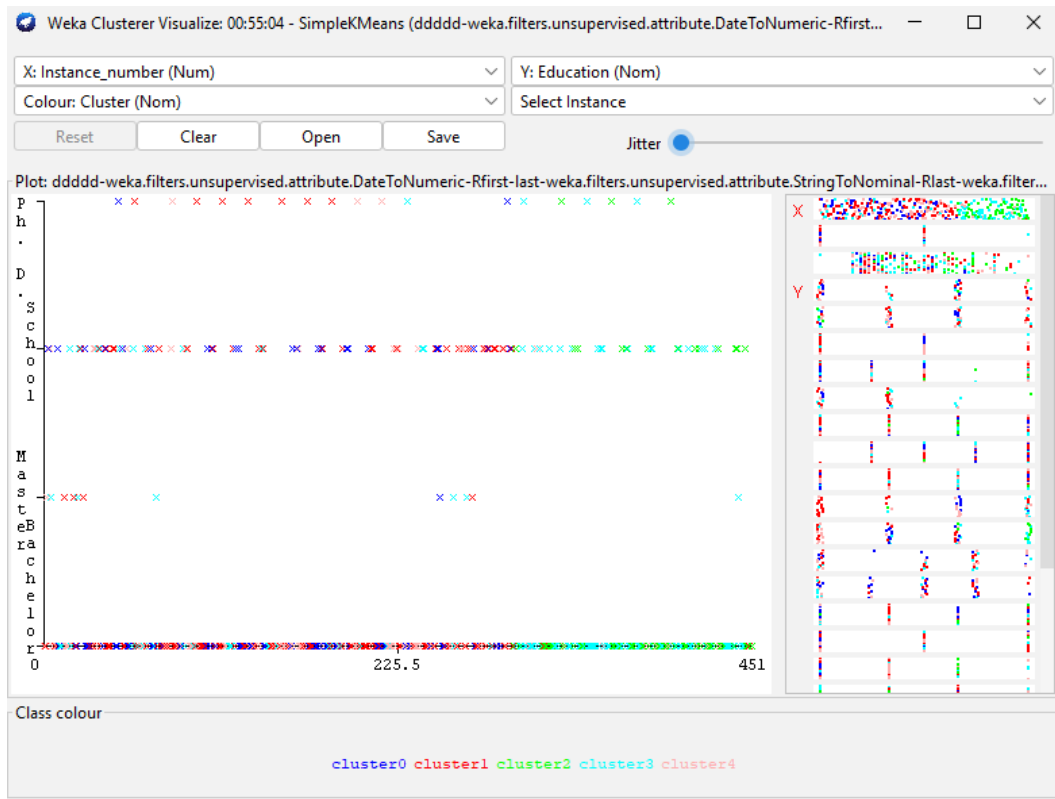 Weka Clusterer Visualize: 00:55:04 - SimpleKMeans (ddddd-weka.filters.unsupervised.attribute.DateToNumeric-Rfirst...
X: Instance_number (Num)
Y: Education (Nom)
Colour: Cluster (Nom)
Select Instance
Reset
Clear
Open
Save
Jitter
Plot: ddddd-weka.filters.unsupervised.attribute.DateToNumeric-Rfirst-last-weka.filters.unsupervised.attribute.StringToNominal-Rlast-weka.filter...
Ph.D.
School
Master
Bachelor
0
225.5
451
X
Y
Class colour
cluster0 cluster1 cluster2 cluster3 cluster4